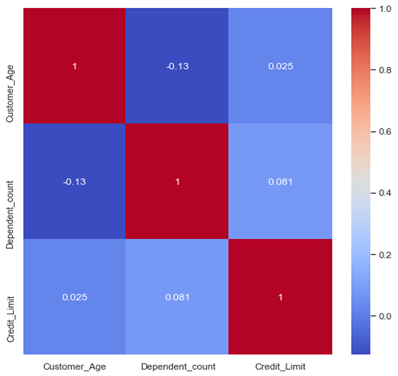 Customer_Age
Dependent_count
Credit_Limit
1
-0.13
0.025
-0.13
1
0.081
0.025
0.081
1
Customer_Age
Dependent_count
Credit_Limit
1.0
0.8
0.6
0.4
0.2
0.0